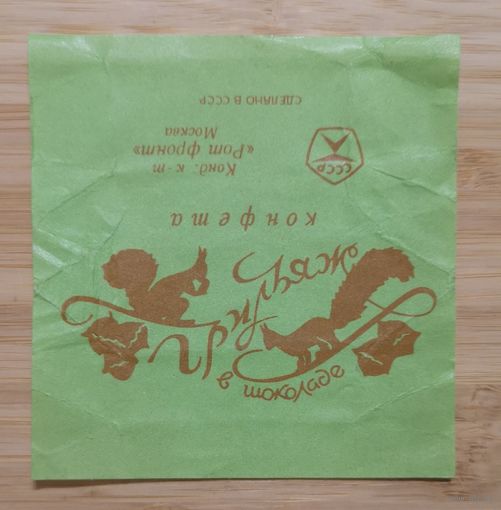 Грильяж
в шоколаде
конфета
Конд. к-т
«Рот фронт»
Москва
СССР
СДЕЛАНО В СССР